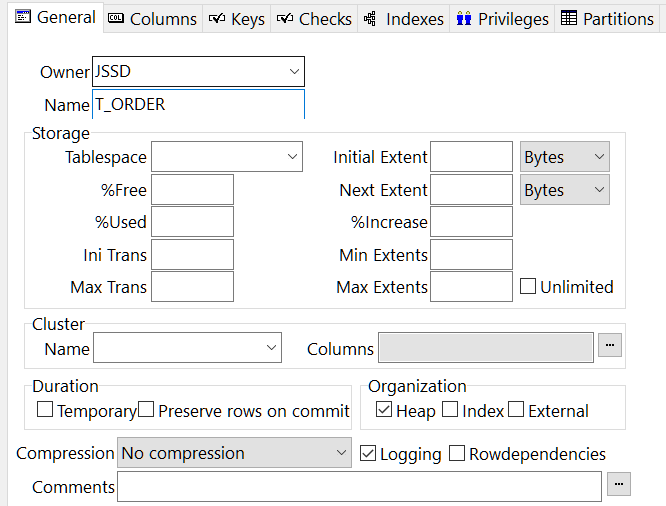 General Columns Keys Checks Indexes Privileges Partitions
Owner JSSD
Name T_ORDER
Storage
Tablespace Initial Extent Bytes
%Free Next Extent Bytes
%Used %Increase
Ini Trans Min Extents
Max Trans Max Extents Unlimited
Cluster
Name Columns ...
Duration Organization
Temporary Preserve rows on commit Heap Index External
Compression No compression Logging Rowdependencies
Comments ...